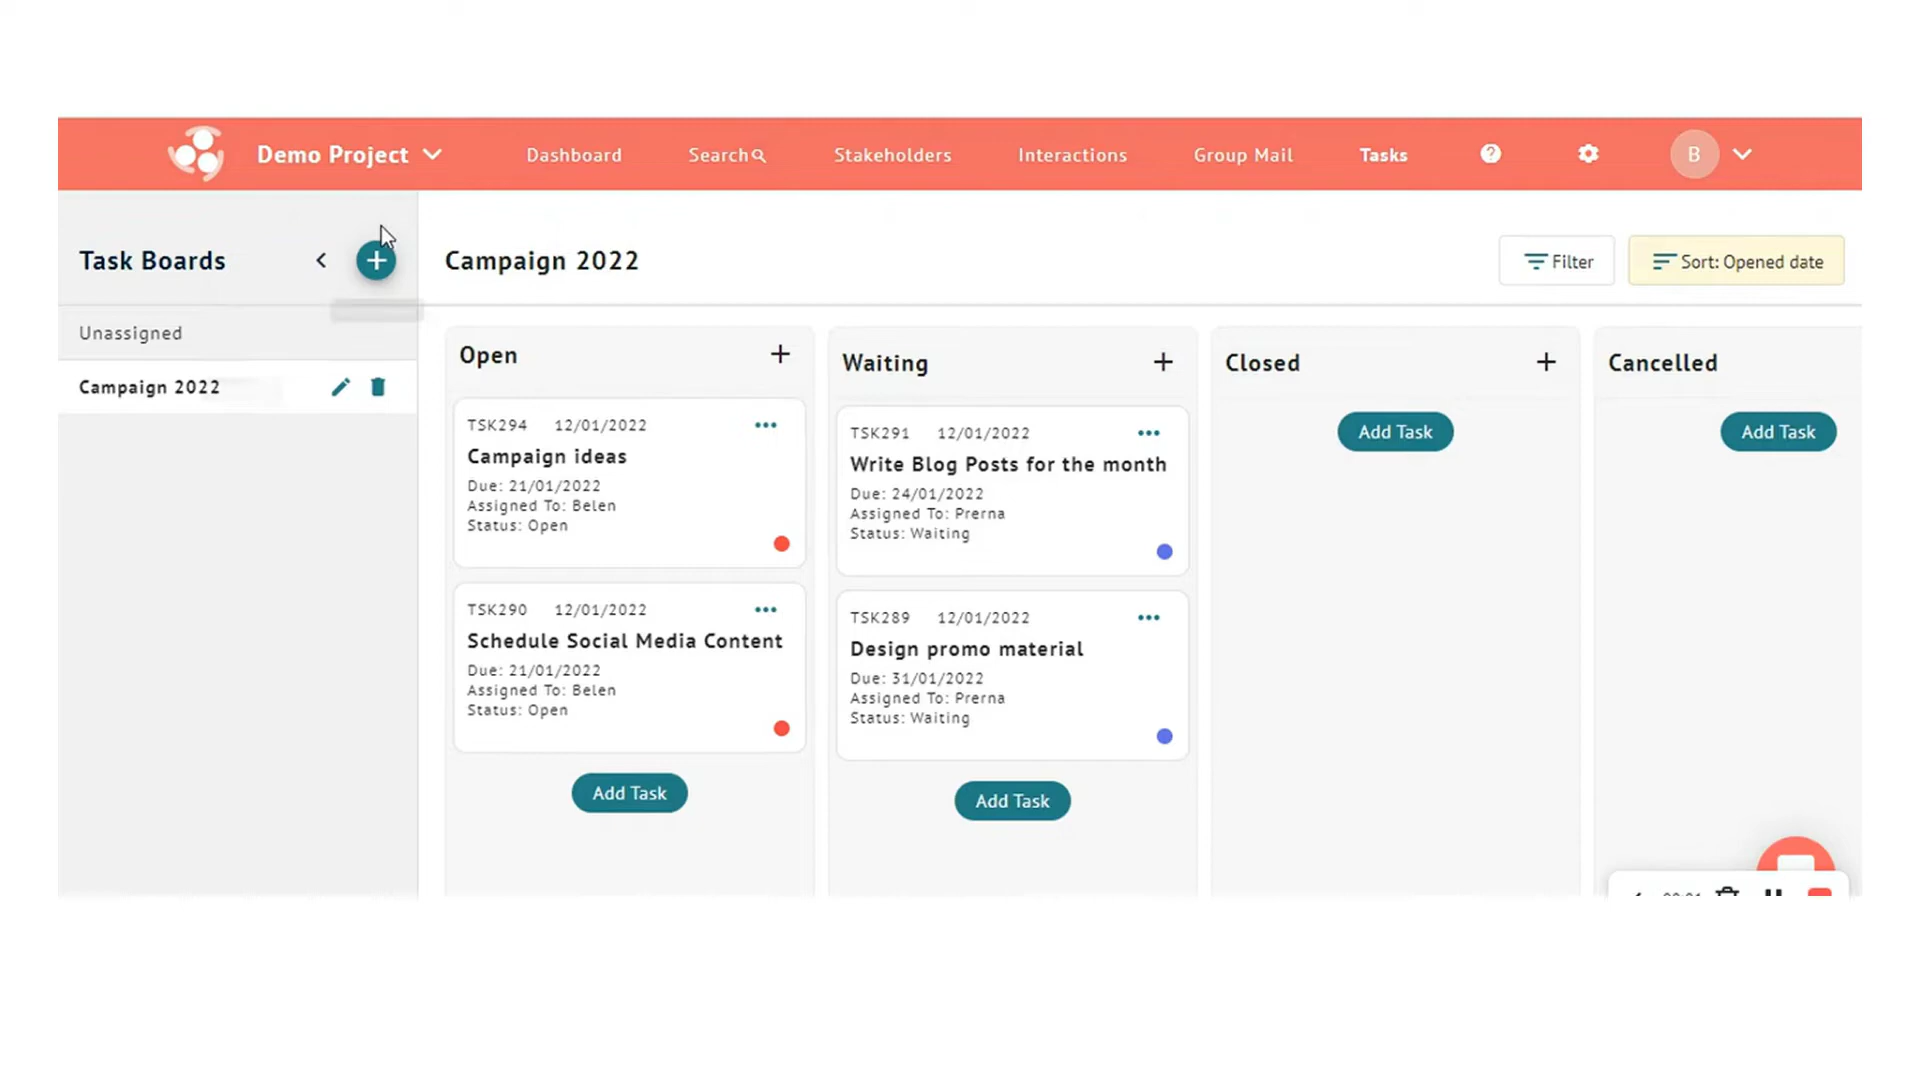 Demo Project
Dashboard
Search
Stakeholders
Interactions
Group Mail
Tasks
?
B
Task Boards
Campaign 2022
Filter
Sort: Opened date
Unassigned
Campaign 2022
Open
TSK294 12/01/2022
Campaign ideas
Due: 21/01/2022
Assigned To: Belen
Status: Open
TSK290 12/01/2022
Schedule Social Media Content
Due: 21/01/2022
Assigned To: Belen
Status: Open
Add Task
Waiting
TSK291 12/01/2022
Write Blog Posts for the month
Due: 24/01/2022
Assigned To: Prerna
Status: Waiting
TSK289 12/01/2022
Design promo material
Due: 31/01/2022
Assigned To: Prerna
Status: Waiting
Add Task
Closed
Add Task
Cancelled
Add Task